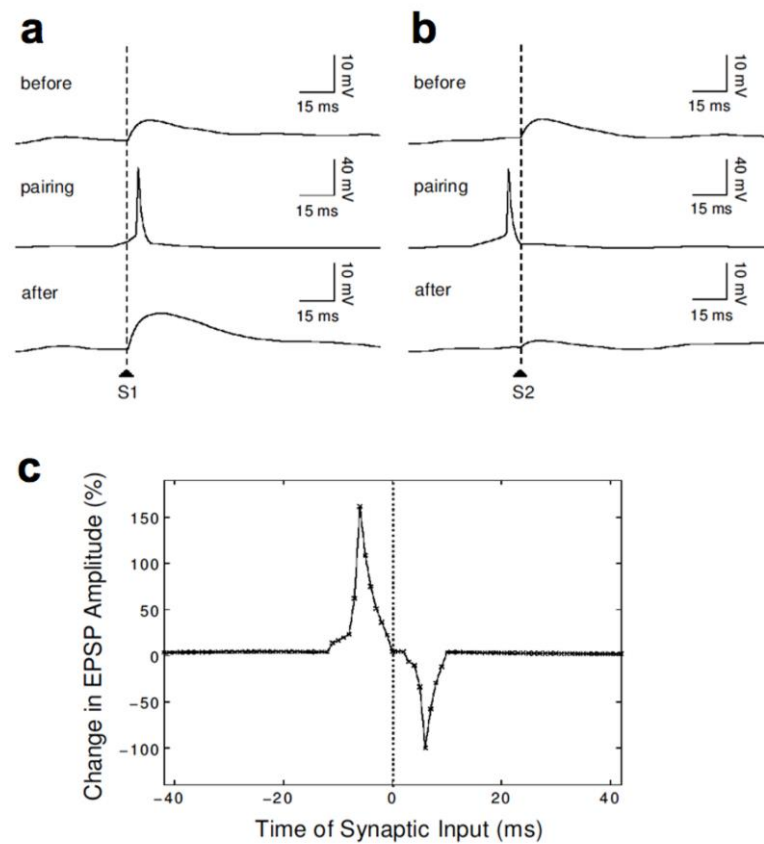 a
before
10 mV
15 ms
pairing
40 mV
15 ms
after
10 mV
15 ms
S1
b
before
10 mV
15 ms
pairing
40 mV
15 ms
after
10 mV
15 ms
S2
c
Change in EPSP Amplitude (%)
150
100
50
0
−50
−100
−40
−20
0
20
40
Time of Synaptic Input (ms)